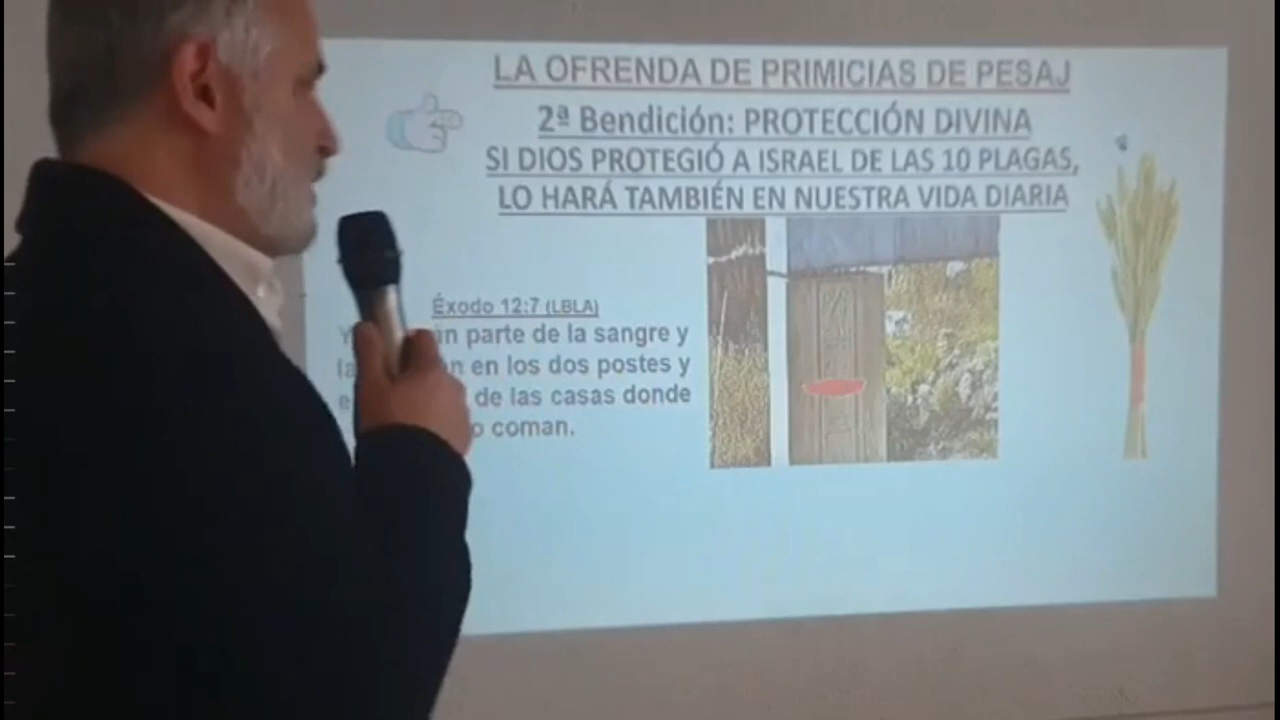 LA OFRENDA DE PRIMICIAS DE PESAJ
2ª Bendición: PROTECCIÓN DIVINA
SI DIOS PROTEGIÓ A ISRAEL DE LAS 10 PLAGAS,
LO HARÁ TAMBIÉN EN NUESTRA VIDA DIARIA
Éxodo 12:7 (LBLA)
parte de la sangre y
en los dos postes y
de las casas donde
coman.